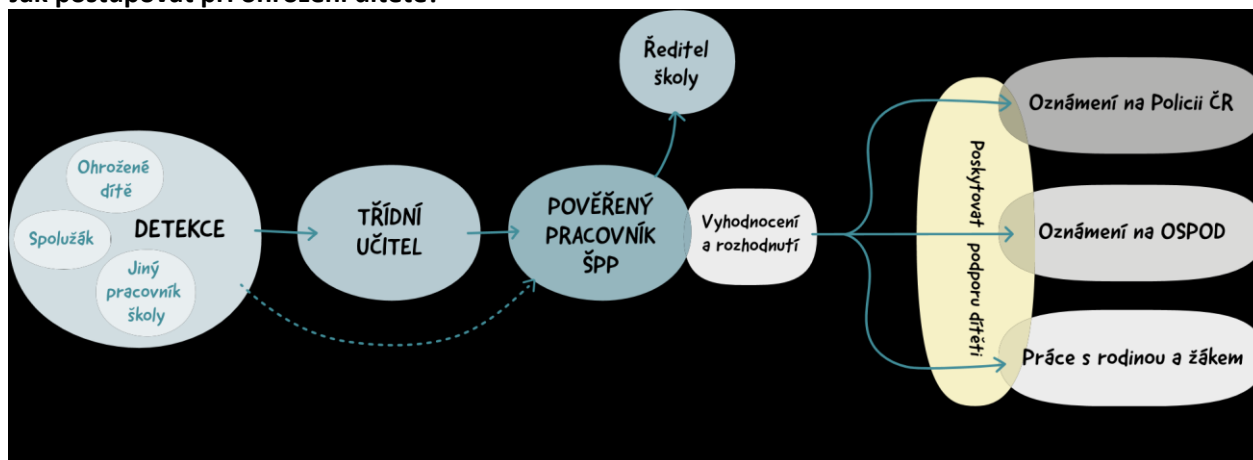 Jak postupovat při ohrožení dítěte?
Ředitel
školy
Ohrožené
dítě
Spolužák
DETEKCE
Jiný
pracovník
školy
TŘÍDNÍ
UČITEL
POVĚŘENÝ
PRACOVNÍK
ŠPP
Vyhodnocení
a rozhodnutí
Poskytovat podporu dítěti
Oznámení na Policii ČR
Oznámení na OSPOD
Práce s rodinou a žákem